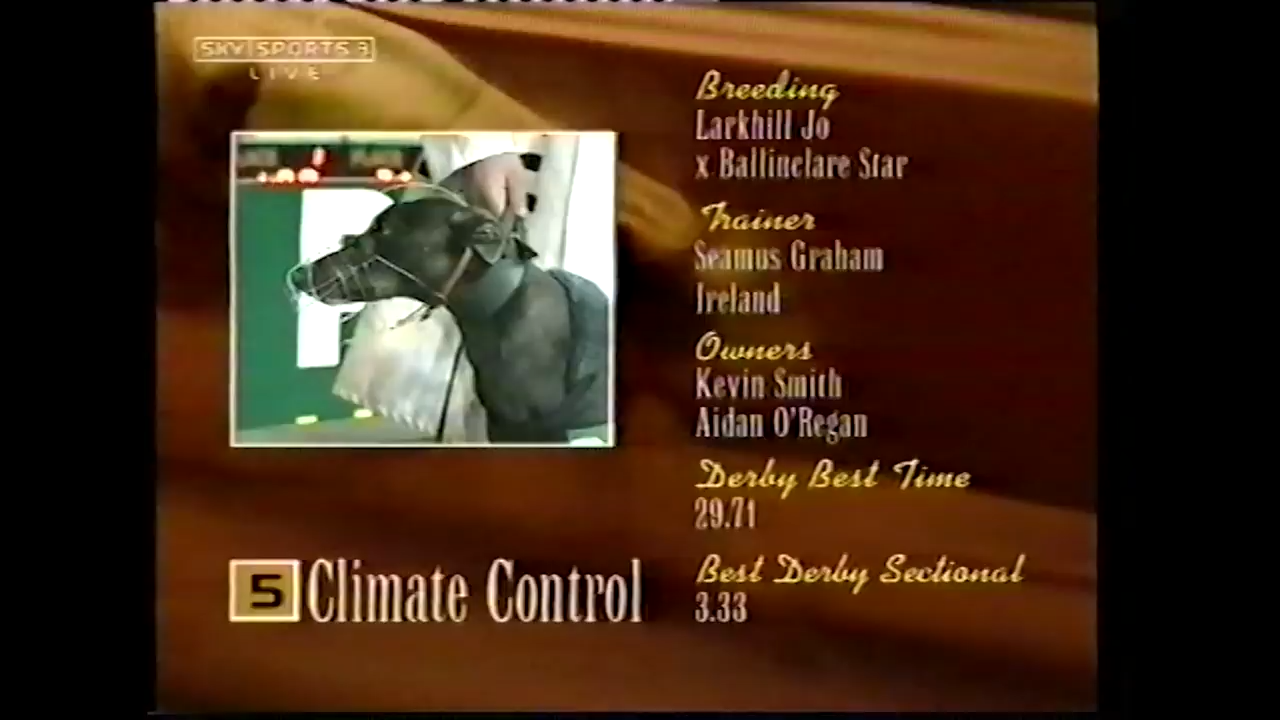 SKY SPORTS 3
LIVE
Breeding
Larkhill Jo
x Ballinclare Star
Trainer
Seamus Graham
Ireland
Owners
Kevin Smith
Aidan O'Regan
Derby Best Time
29.71
5 Climate Control
Best Derby Sectional
3.33